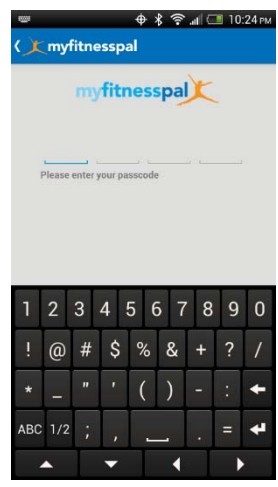 10:24 PM
myfitnesspal
myfitnesspal
Please enter your passcode
1 2 3 4 5 6 7 8 9 0
! @ # $ % & + ? /
* _ " ' ( ) - :
ABC 1/2 ; , . =